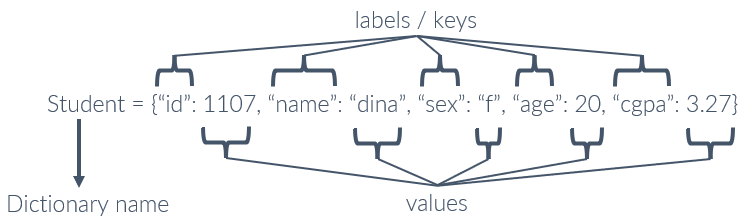 labels / keys
Student = {“id”: 1107, “name”: “dina”, “sex”: “f”, “age”: 20, “cgpa”: 3.27}
Dictionary name
values